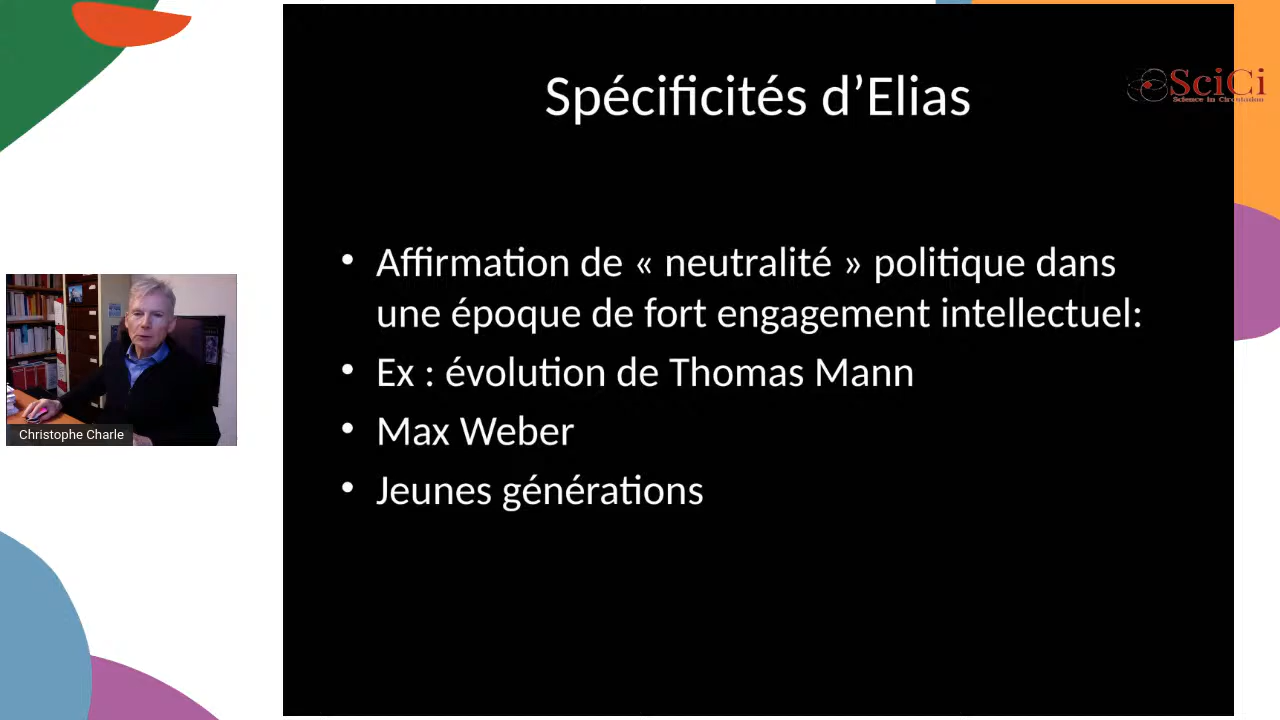 Spécificités d’Elias
SciCi
Science in Circulation
• Affirmation de « neutralité » politique dans
une époque de fort engagement intellectuel:
• Ex : évolution de Thomas Mann
• Max Weber
• Jeunes générations
Christophe Charle